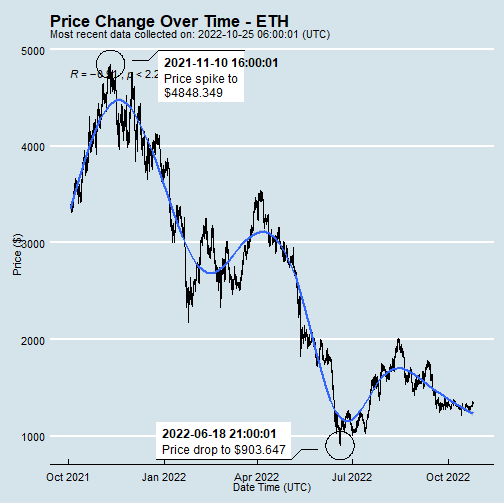 Price Change Over Time - ETH
Most recent data collected on: 2022-10-25 06:00:01 (UTC)
5000
2021-11-10 16:00:01
Price spike to
$4848.349
R = −0. , p < 2.2
4000
3000
Price ($)
2000
2022-06-18 21:00:01
Price drop to $903.647
1000
Oct 2021
Jan 2022
Apr 2022
Jul 2022
Oct 2022
Date Time (UTC)